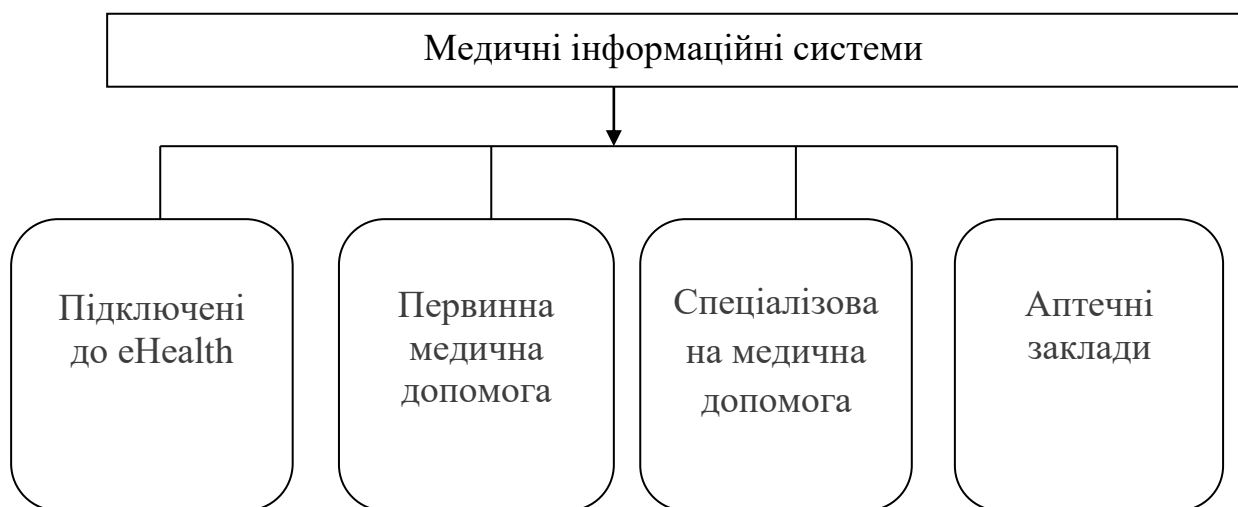 Медичні інформаційні системи
Підключені
до eHealth
Первинна
медична
допомога
Спеціалізова
на медична
допомога
Аптечні
заклади